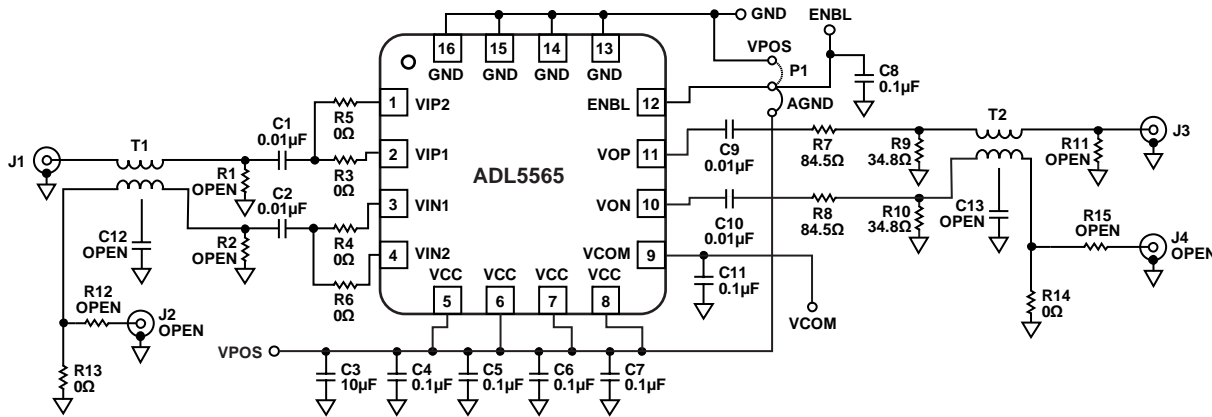 GND
ENBL
16
15
14
13
GND
GND
GND
GND
VPOS
P1
AGND
C8
0.1µF
1
VIP2
ENBL
12
R5
0Ω
C1
0.01µF
T1
J1
2
VIP1
VOP
11
R3
0Ω
R1
OPEN
C2
0.01µF
ADL5565
C9
0.01µF
R7
84.5Ω
R9
34.8Ω
T2
R11
OPEN
J3
3
VIN1
VON
10
R4
0Ω
C12
OPEN
R2
OPEN
C10
0.01µF
R8
84.5Ω
R10
34.8Ω
C13
OPEN
R15
OPEN
J4
OPEN
4
VIN2
VCOM
9
R6
0Ω
VCC
VCC
VCC
VCC
5
6
7
8
C11
0.1µF
VCOM
R14
0Ω
R12
OPEN
J2
OPEN
R13
0Ω
VPOS
C3
10µF
C4
0.1µF
C5
0.1µF
C6
0.1µF
C7
0.1µF